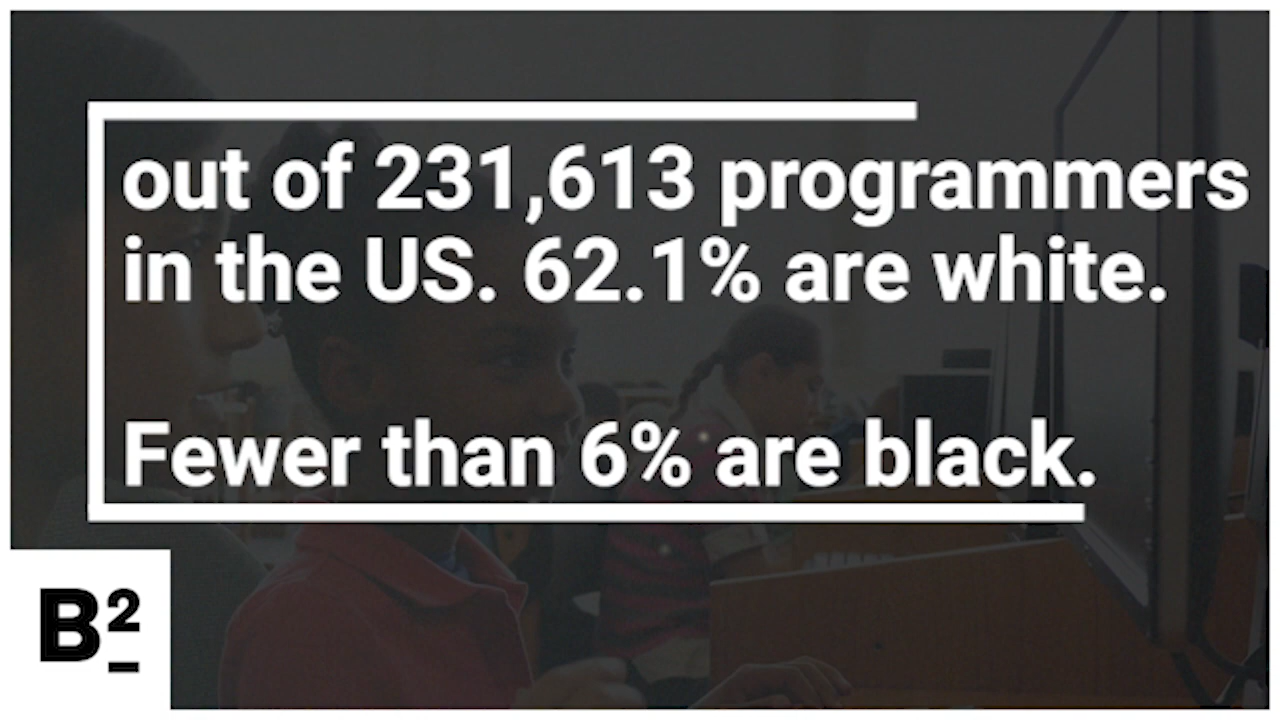 out of 231,613 programmers
in the US. 62.1% are white.
Fewer than 6% are black.
B2